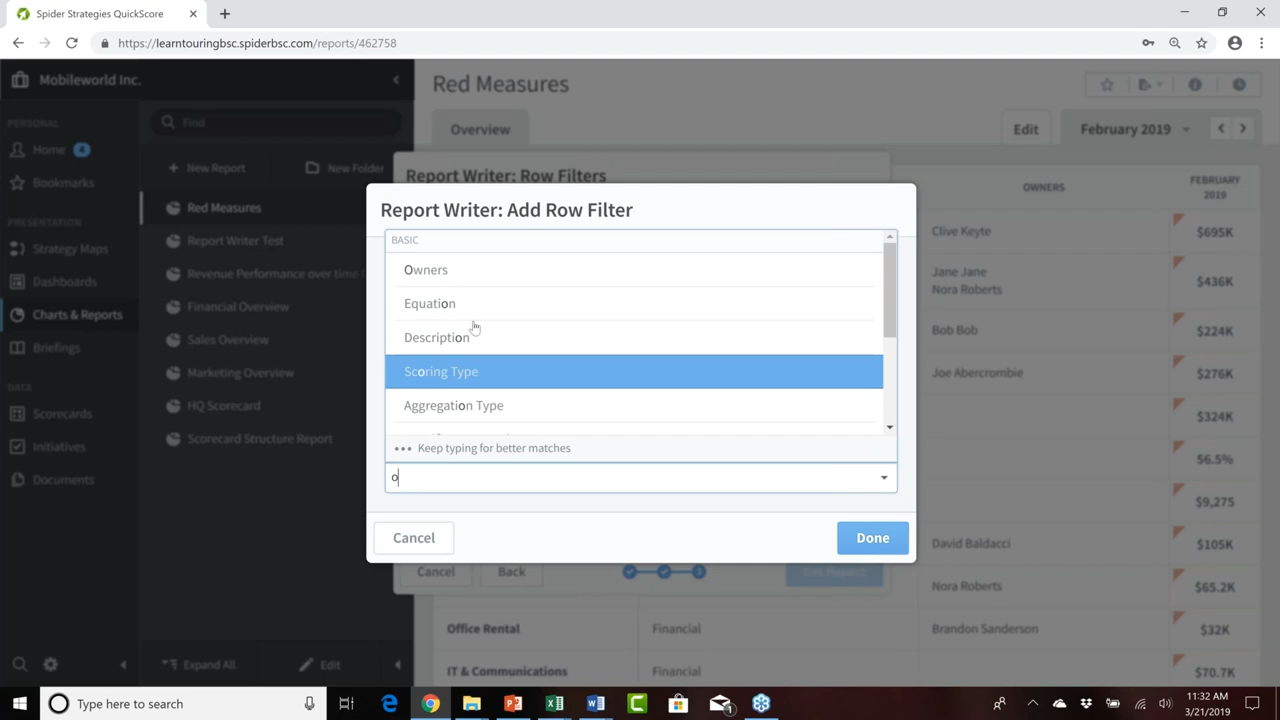 Spider Strategies QuickScore
https://learntouringbsc.spiderbsc.com/reports/462758
Mobileworld Inc.
PERSONAL
Home 4
Bookmarks
PRESENTATION
Strategy Maps
Dashboards
Charts & Reports
Briefings
DATA
Scorecards
Initiatives
Documents
Find
New Report
New Folder
Red Measures
Report Writer Test
Revenue Performance over time
Financial Overview
Sales Overview
Marketing Overview
HQ Scorecard
Scorecard Structure Report
Expand All
Edit
Red Measures
Overview
Edit
February 2019
OWNERS
FEBRUARY
2019
Clive Keyte
$695K
Jane Jane
Nora Roberts
$436K
Bob Bob
$224K
Joe Abercrombie
$276K
$324K
56.5%
$9,275
David Baldacci
$105K
Nora Roberts
$65.2K
Office Rental
Financial
Brandon Sanderson
$32K
IT & Communications
Financial
$70.7K
Report Writer: Row Filters
Cancel
Back
3
Get Report
Report Writer: Add Row Filter
BASIC
Owners
Equation
Description
Scoring Type
Aggregation Type
Keep typing for better matches
o
Cancel
Done
Type here to search
11:32 AM
3/21/2019